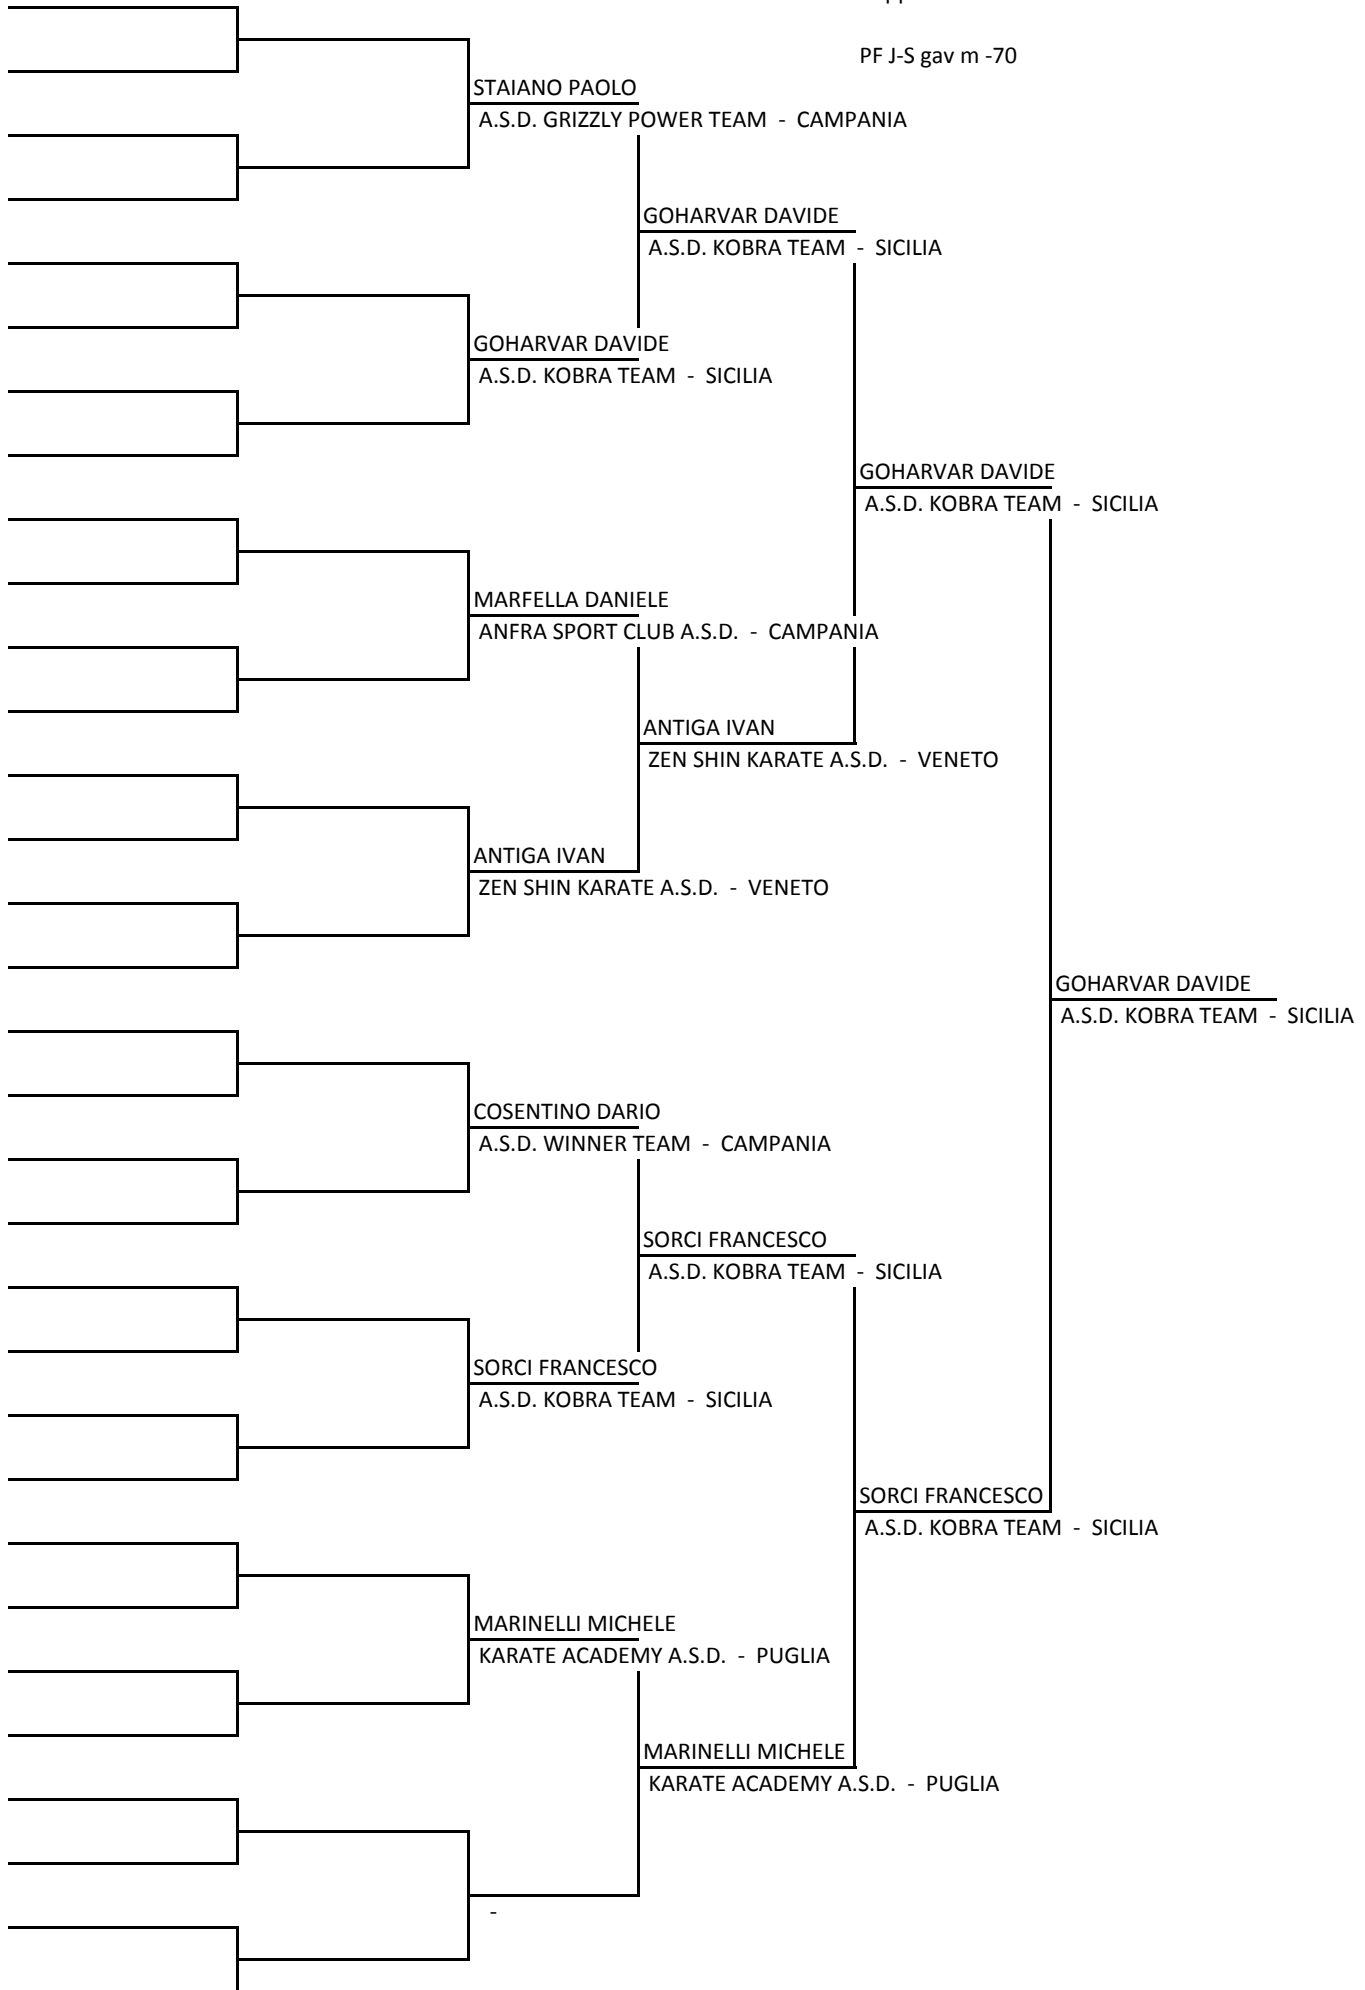 PF J-S gav m -70
STAIANO PAOLO
A.S.D. GRIZZLY POWER TEAM - CAMPANIA
GOHARVAR DAVIDE
A.S.D. KOBRA TEAM - SICILIA
GOHARVAR DAVIDE
A.S.D. KOBRA TEAM - SICILIA
GOHARVAR DAVIDE
A.S.D. KOBRA TEAM - SICILIA
MARFELLA DANIELE
ANFRA SPORT CLUB A.S.D. - CAMPANIA
ANTIGA IVAN
ZEN SHIN KARATE A.S.D. - VENETO
ANTIGA IVAN
ZEN SHIN KARATE A.S.D. - VENETO
GOHARVAR DAVIDE
A.S.D. KOBRA TEAM - SICILIA
COSENTINO DARIO
A.S.D. WINNER TEAM - CAMPANIA
SORCI FRANCESCO
A.S.D. KOBRA TEAM - SICILIA
SORCI FRANCESCO
A.S.D. KOBRA TEAM - SICILIA
SORCI FRANCESCO
A.S.D. KOBRA TEAM - SICILIA
MARINELLI MICHELE
KARATE ACADEMY A.S.D. - PUGLIA
MARINELLI MICHELE
KARATE ACADEMY A.S.D. - PUGLIA
-